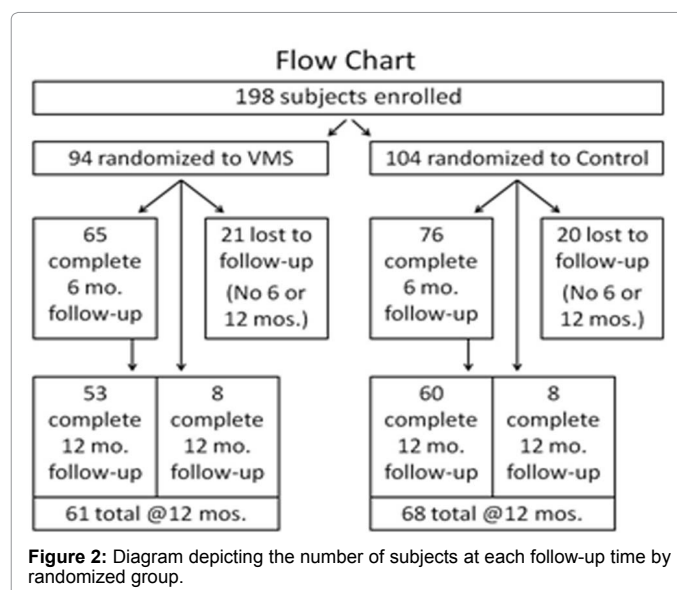 Flow Chart
198 subjects enrolled
94 randomized to VMS
104 randomized to Control
65
complete
6 mo.
follow-up
21 lost to
follow-up
(No 6 or
12 mos.)
76
complete
6 mo.
follow-up
20 lost to
follow-up
(No 6 or
12 mos.)
53
complete
12 mo.
follow-up
8
complete
12 mo.
follow-up
61 total @12 mos.
60
complete
12 mo.
follow-up
8
complete
12 mo.
follow-up
68 total @12 mos.
Figure 2: Diagram depicting the number of subjects at each follow-up time by
randomized group.